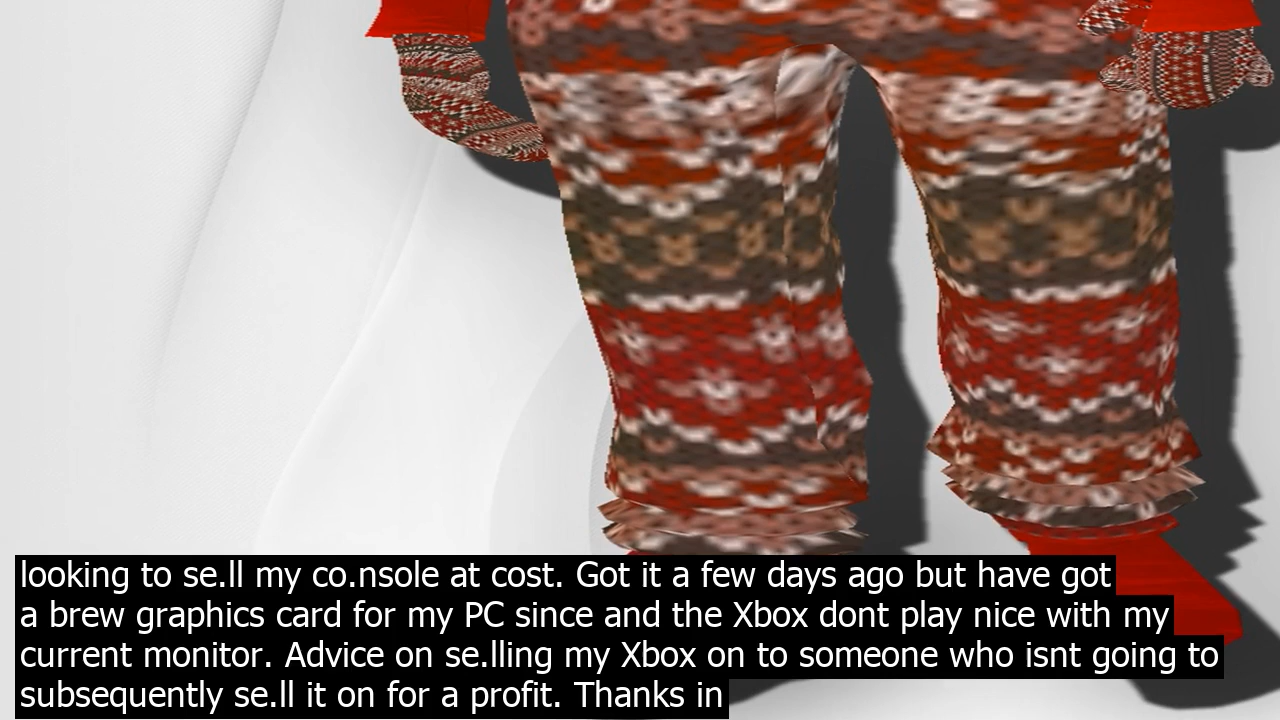 looking to se.ll my co.nsole at cost. Got it a few days ago but have got
a brew graphics card for my PC since and the Xbox dont play nice with my
current monitor. Advice on se.lling my Xbox on to someone who isnt going to
subsequently se.ll it on for a profit. Thanks in